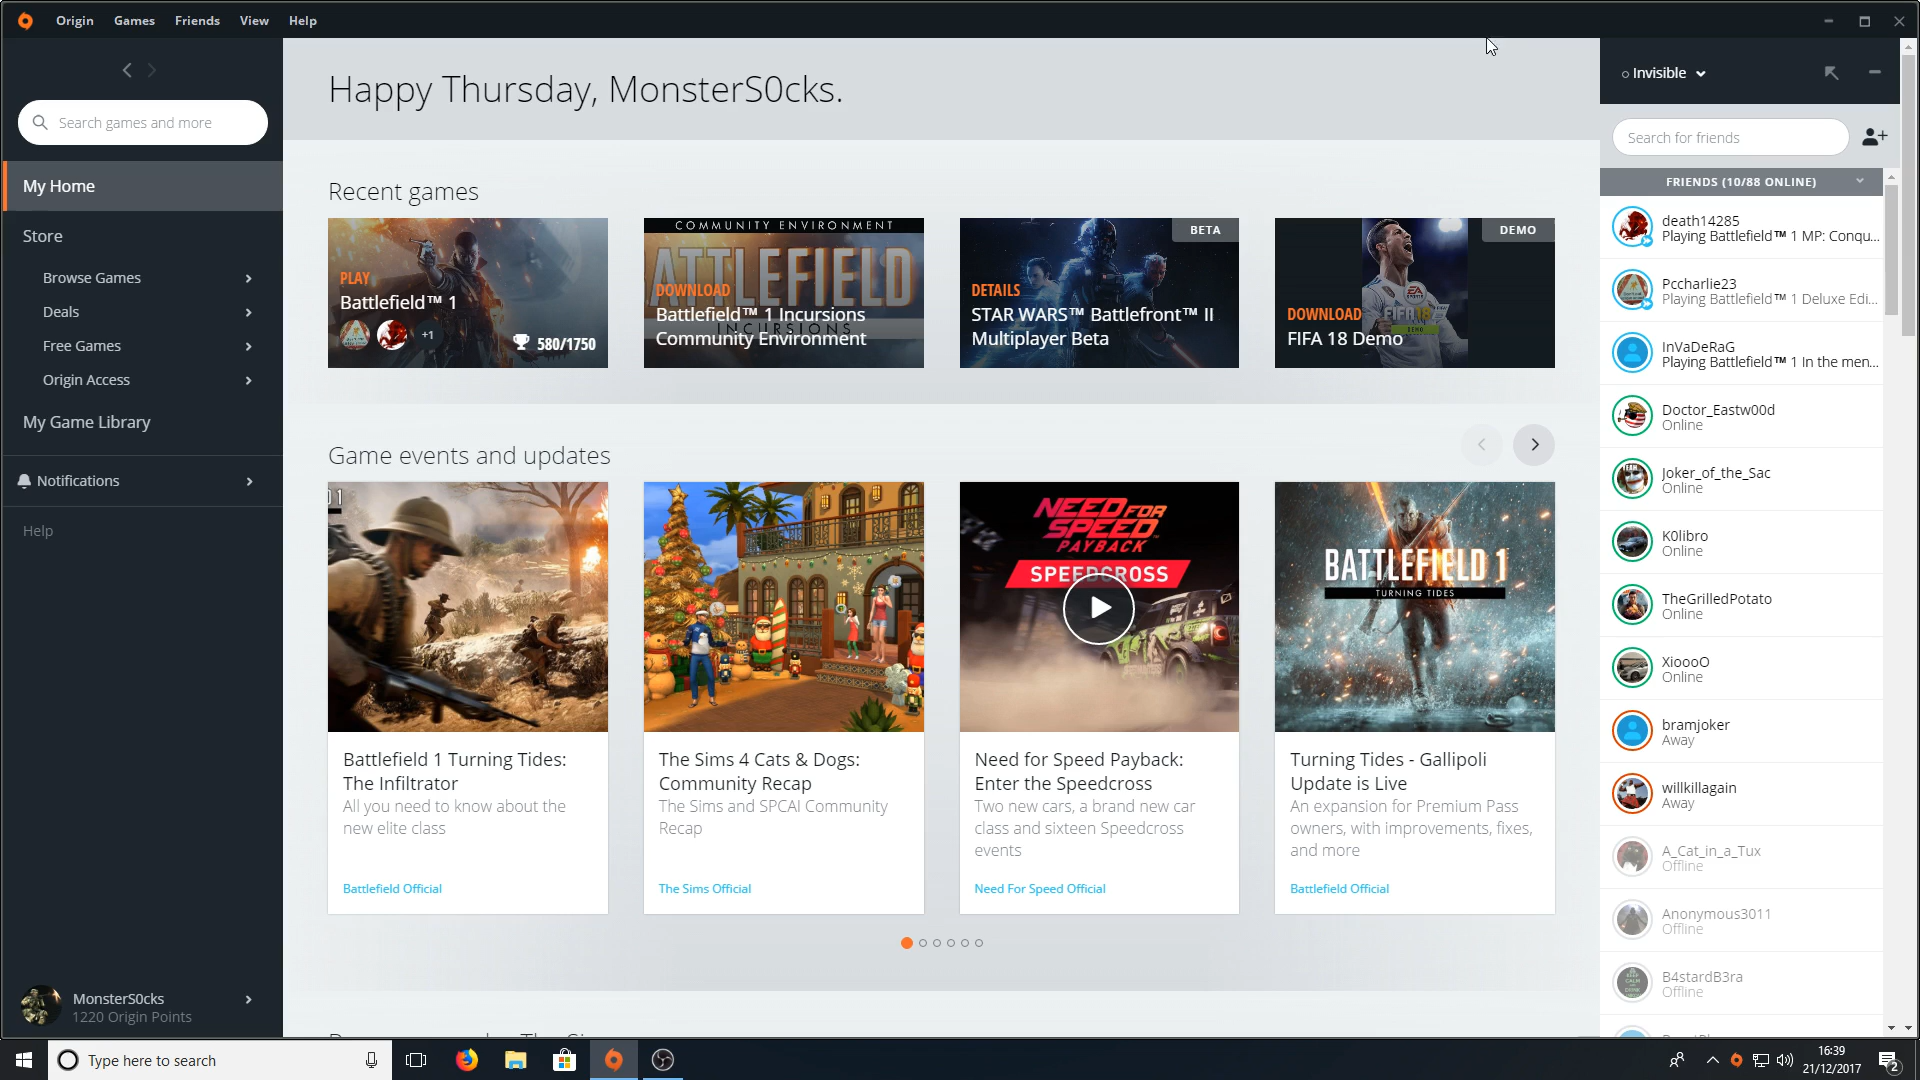 Origin Games Friends View Help
Search games and more
My Home
Store
Browse Games
Deals
Free Games
Origin Access
My Game Library
Notifications
Help
MonsterS0cks
1220 Origin Points
Happy Thursday, MonsterS0cks.
Recent games
PLAY
Battlefield™ 1
+1
580/1750
COMMUNITY ENVIRONMENT
ATTLEFIELD
INCURSIONS
DOWNLOAD
Battlefield™ 1 Incursions
Community Environment
BETA
DETAILS
STAR WARS™ Battlefront™ II
Multiplayer Beta
DEMO
EA SPORTS
FIFA 18
DEMO
DOWNLOAD
FIFA 18 Demo
Game events and updates
Battlefield 1 Turning Tides:
The Infiltrator
All you need to know about the
new elite class
Battlefield Official
The Sims 4 Cats & Dogs:
Community Recap
The Sims and SPCAI Community
Recap
The Sims Official
NEED FOR
SPEED
PAYBACK
SPEEDCROSS
Need for Speed Payback:
Enter the Speedcross
Two new cars, a brand new car
class and sixteen Speedcross
events
Need For Speed Official
BATTLEFIELD 1
TURNING TIDES
Turning Tides - Gallipoli
Update is Live
An expansion for Premium Pass
owners, with improvements, fixes,
and more
Battlefield Official
Invisible
Search for friends
FRIENDS (10/88 ONLINE)
death14285
Playing Battlefield™ 1 MP: Conqu...
Pccharlie23
Playing Battlefield™ 1 Deluxe Edi...
InVaDeRaG
Playing Battlefield™ 1 In the men...
Doctor_Eastw00d
Online
Joker_of_the_Sac
Online
K0libro
Online
TheGrilledPotato
Online
XioooO
Online
bramjoker
Away
willkillagain
Away
A_Cat_in_a_Tux
Offline
Anonymous3011
Offline
B4stardB3ra
Offline
Type here to search
16:39
21/12/2017
2